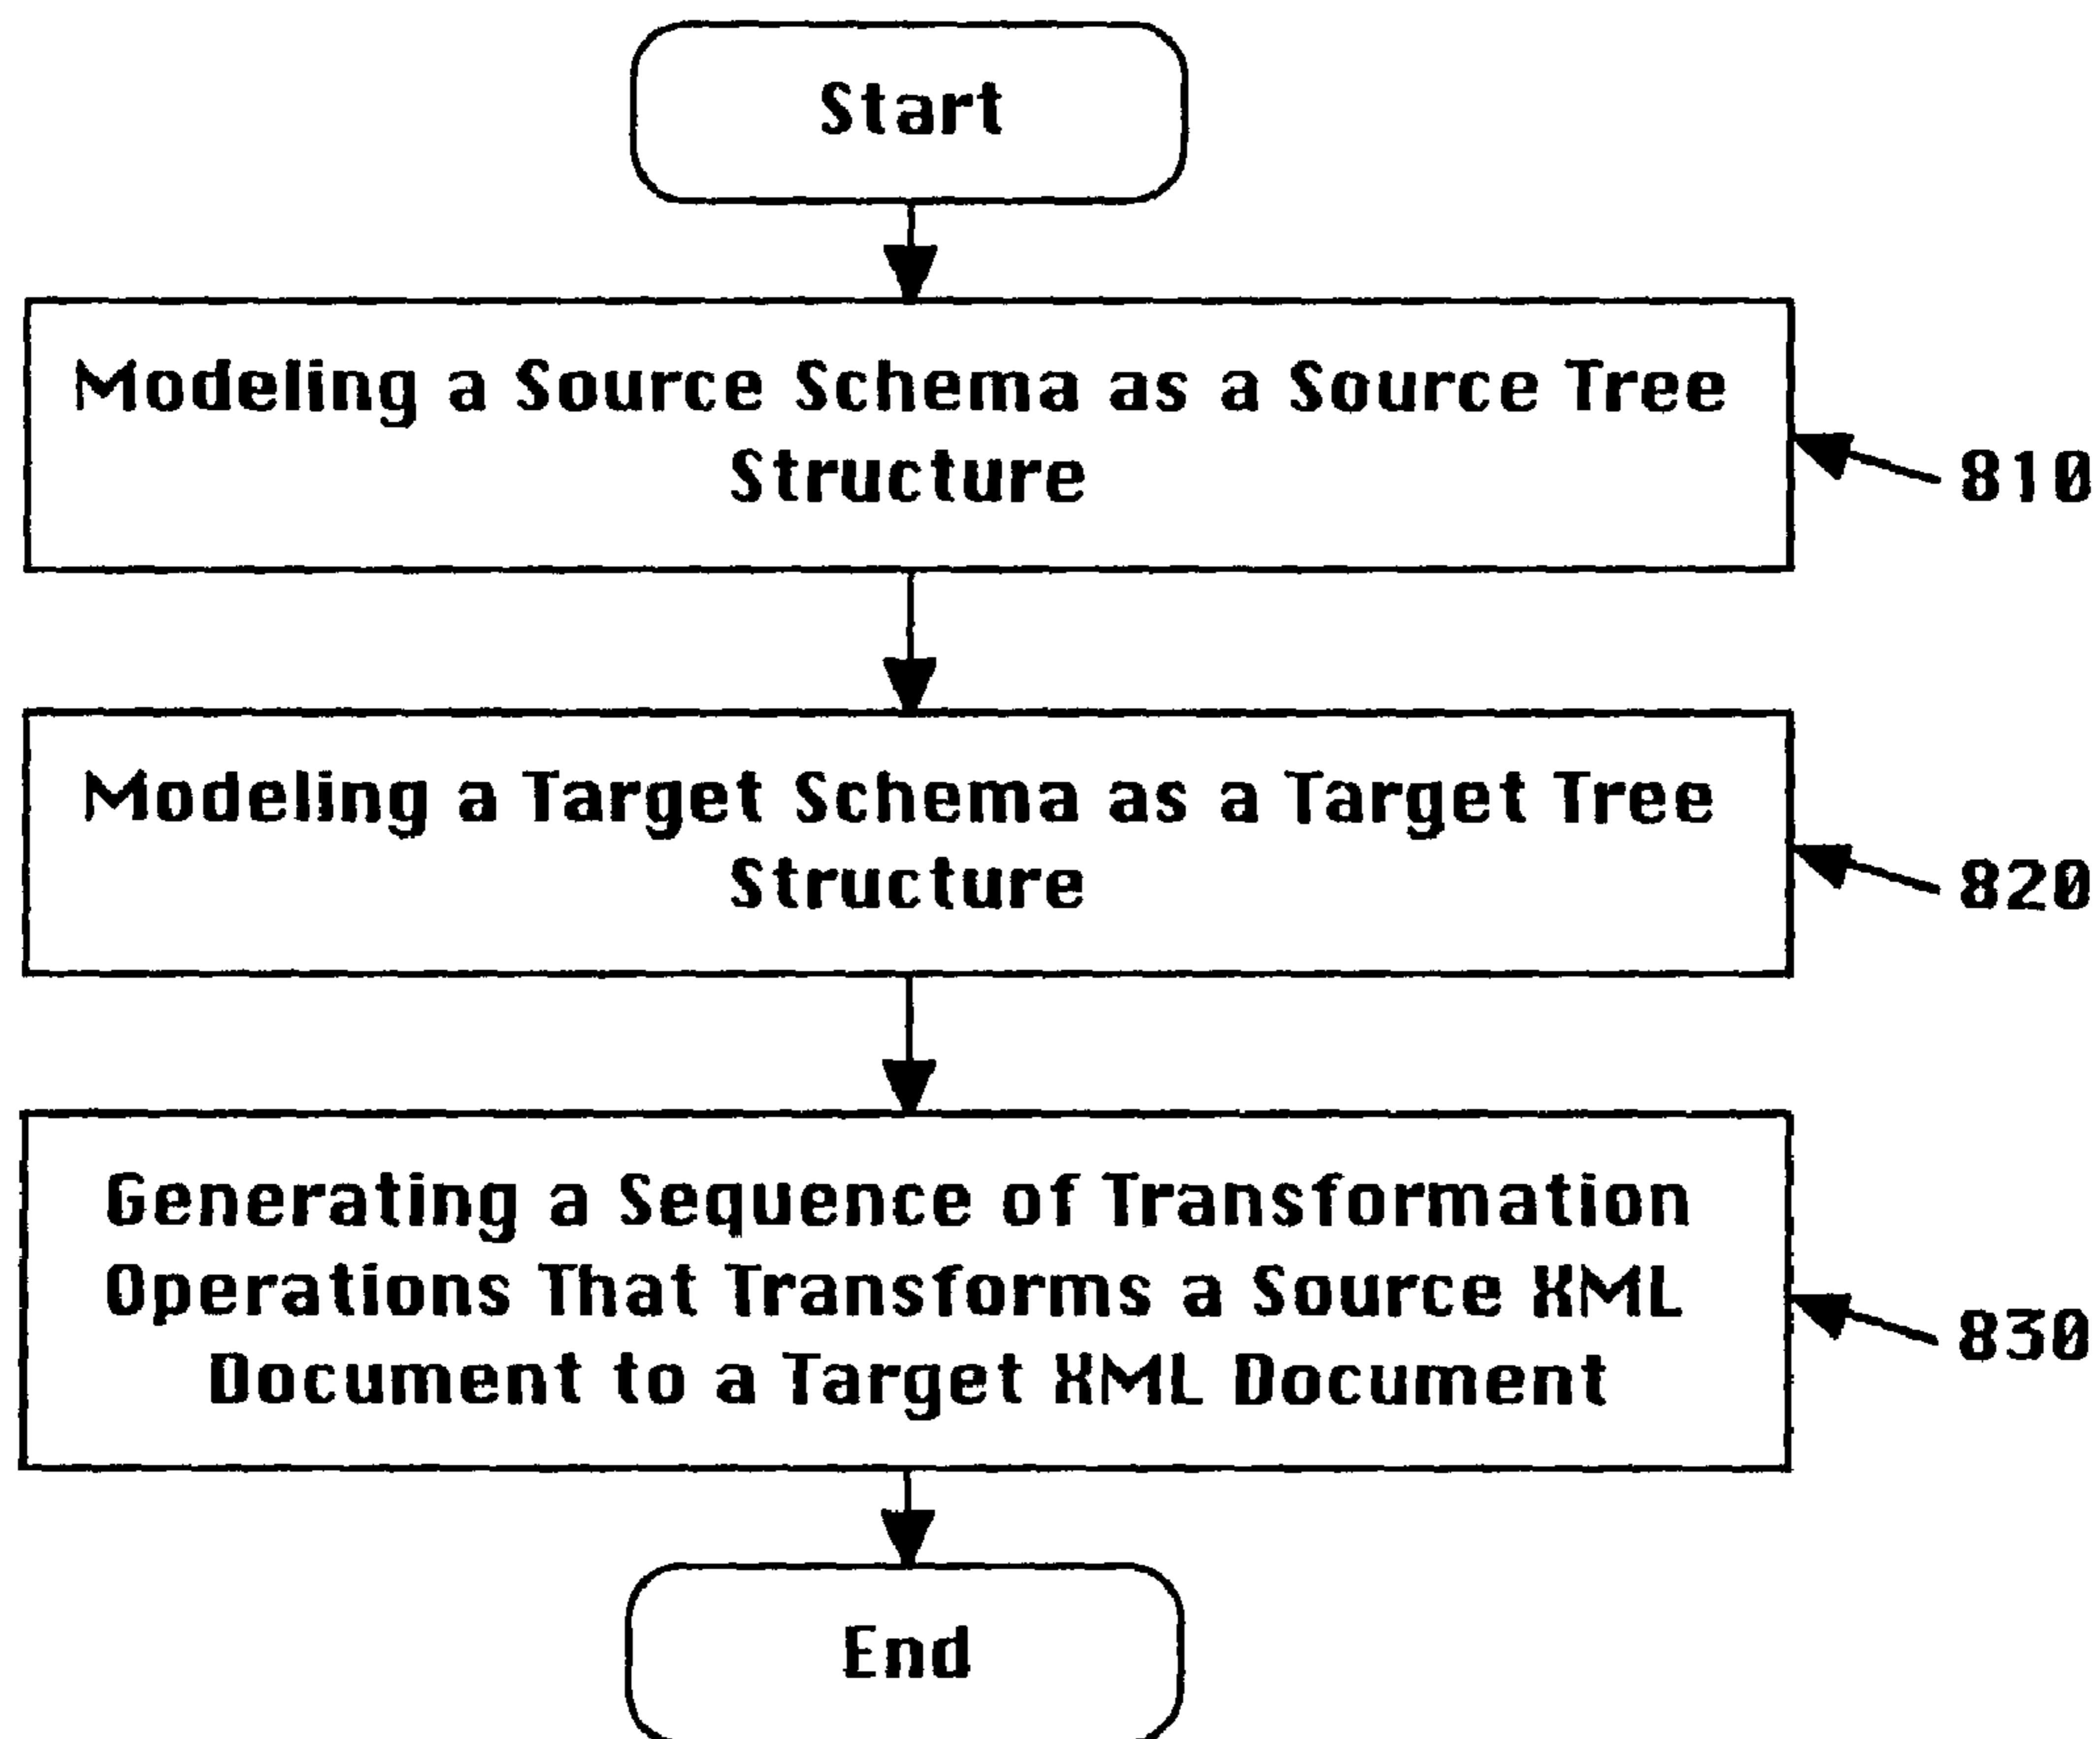 Start
Modeling a Source Schema as a Source Tree
Structure
810
Modeling a Target Schema as a Target Tree
Structure
820
Generating a Sequence of Transformation
Operations That Transforms a Source XML
Document to a Target XML Document
830
End